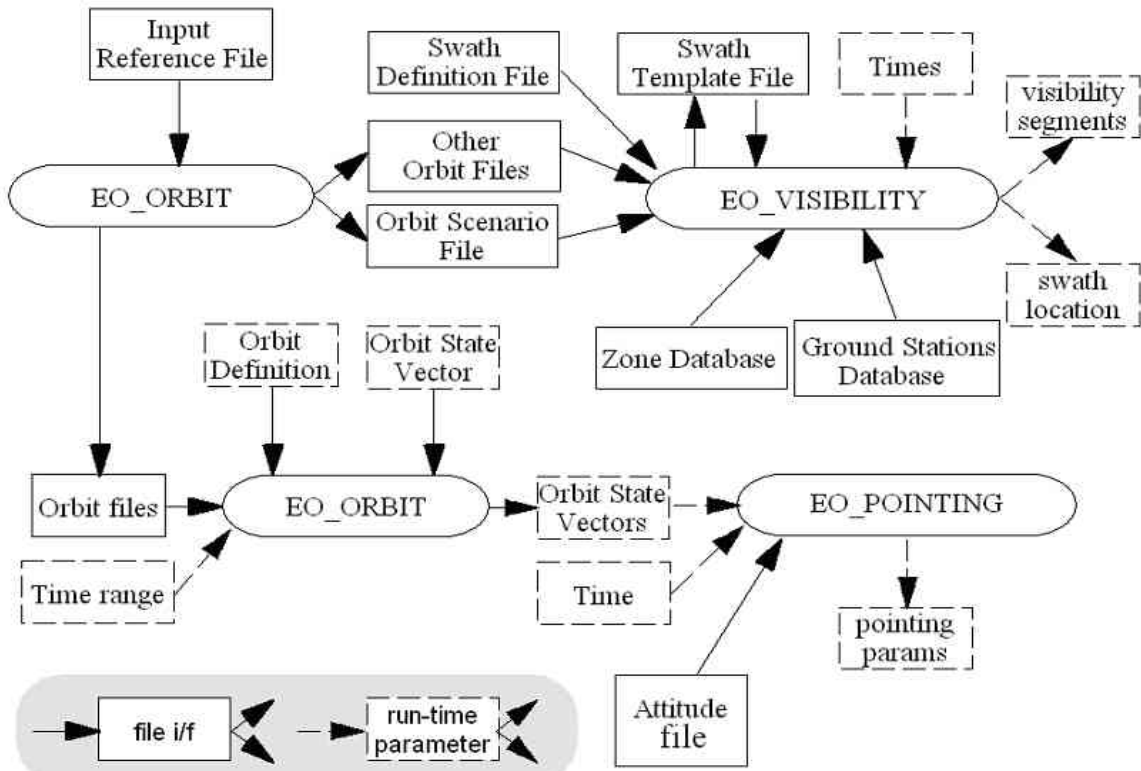 Input
Reference File
Swath
Definition File
Swath
Template File
Times
visibility
segments
Other
Orbit Files
EO_ORBIT
EO_VISIBILITY
Orbit Scenario
File
swath
location
Zone Database
Ground Stations
Database
Orbit
Definition
Orbit State
Vector
Orbit files
EO_ORBIT
Orbit State
Vectors
EO_POINTING
Time range
Time
pointing
params
Attitude
file
file i/f
run-time
parameter